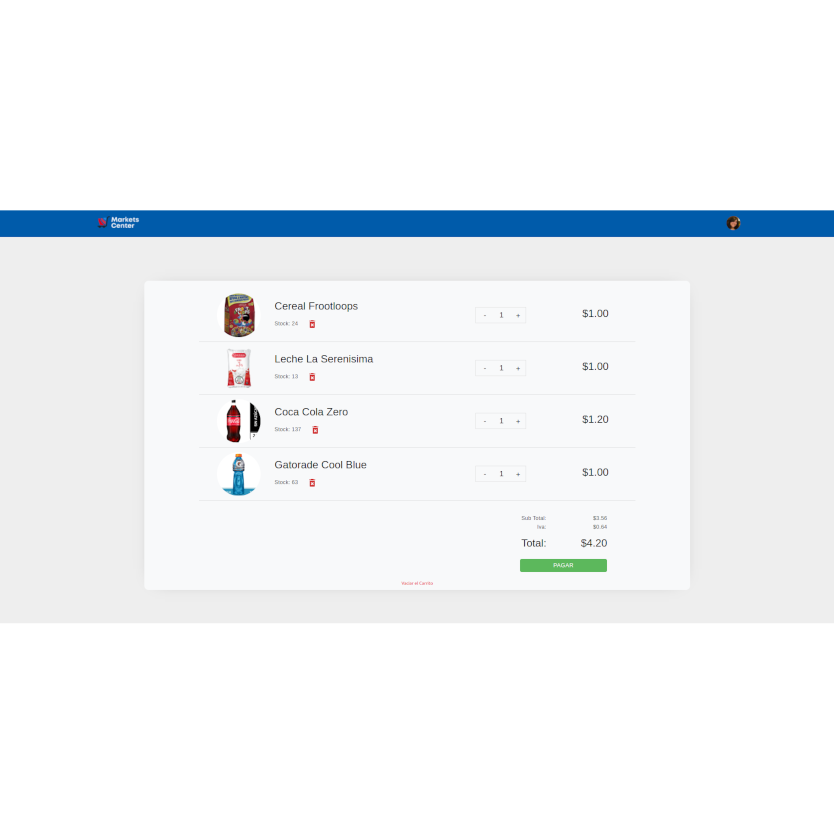 Markets
Center
Cereal Frootloops
Stock: 24
- 1 +
$1.00
Leche La Serenisima
Stock: 13
- 1 +
$1.00
Coca Cola Zero
Stock: 137
- 1 +
$1.20
Gatorade Cool Blue
Stock: 63
- 1 +
$1.00
Sub Total: $3.56
Iva: $0.64
Total: $4.20
PAGAR
Vaciar el Carrito